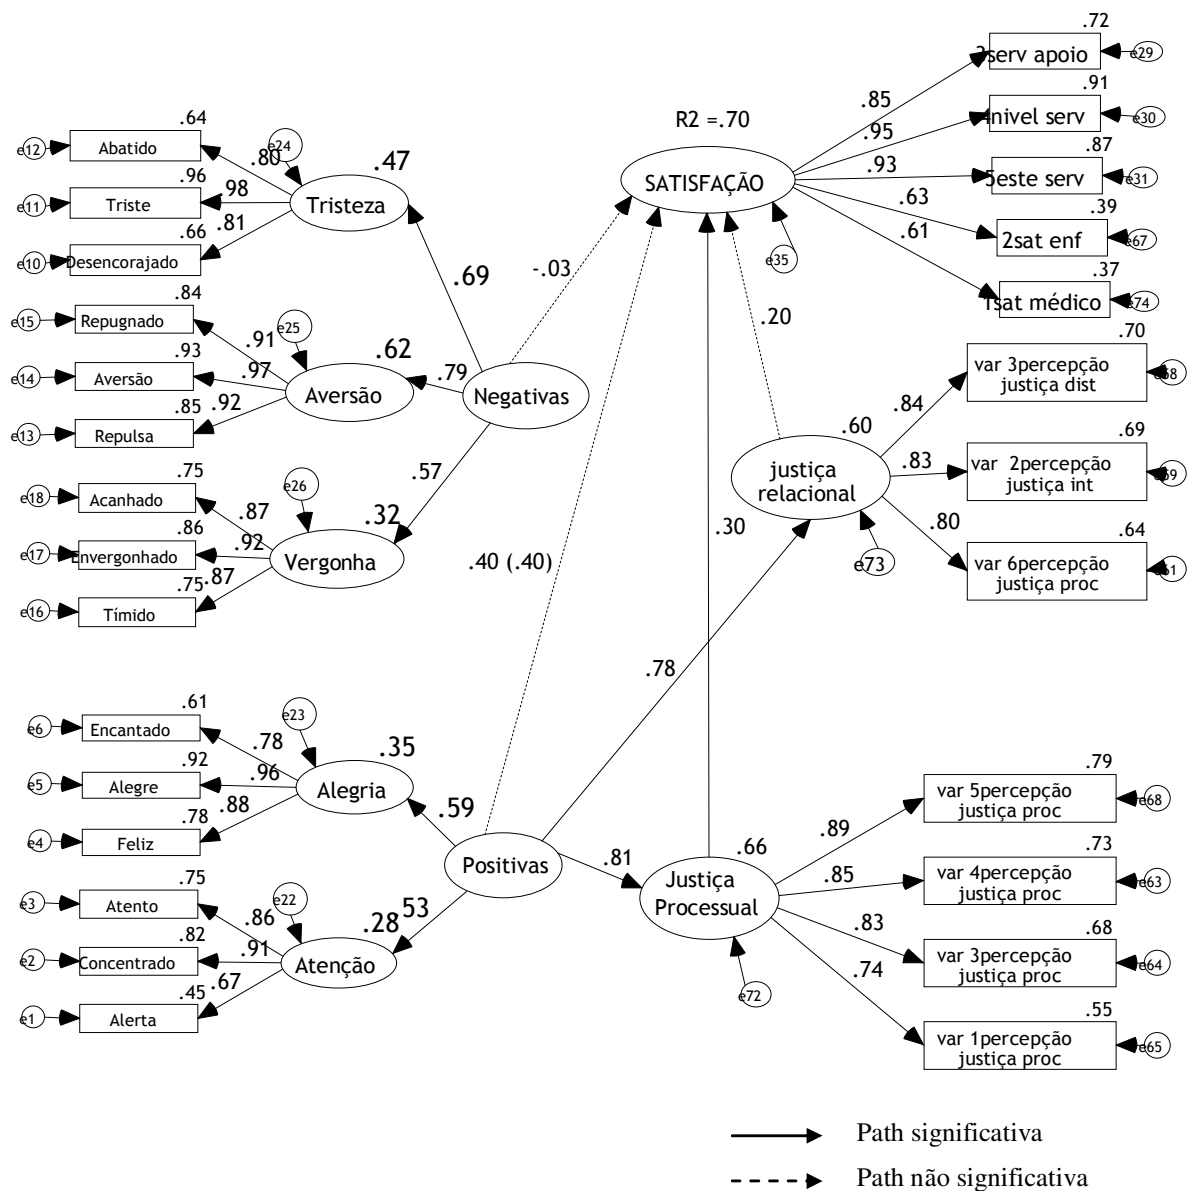 .72
3serv apoio
e29
.85
.91
4nivel serv
e30
.95
R2 =.70
SATISFAÇÃO
.87
5este serv
e31
.93
.39
2sat enf
e67
.63
.37
1sat médico
e74
.61
e35
.64
Abatido
e12
.80
e24
.47
Tristeza
.96
Triste
e11
.98
.66
Desencorajado
e10
.81
.69
-.03
.20
.84
Repugnado
e15
.91
e25
.62
Aversão
.93
Aversão
e14
.97
.79
Negativas
.85
Repulsa
e13
.92
.57
.75
Acanhado
e18
.87
e26
.32
Vergonha
.86
Envergonhado
e17
.92
.75
Tímido
e16
.87
.40 (.40)
.30
.60
justiça
relacional
e73
.70
var 3percepção
justiça dist
.84
.69
var 2percepção
justiça int
.83
.64
var 6percepção
justiça proc
.80
.78
.61
Encantado
e6
.78
e23
.35
Alegria
.92
Alegre
e5
.96
.78
Feliz
e4
.88
.59
Positivas
.81
.66
Justiça
Processual
e72
.75
Atento
e3
.86
e22
.28
53
Atenção
.82
Concentrado
e2
.91
.45
Alerta
e1
.67
.79
var 5percepção
justiça proc
e68
.89
.73
var 4percepção
justiça proc
e63
.85
.68
var 3percepção
justiça proc
e64
.83
.55
var 1percepção
justiça proc
e65
.74
Path significativa
Path não significativa